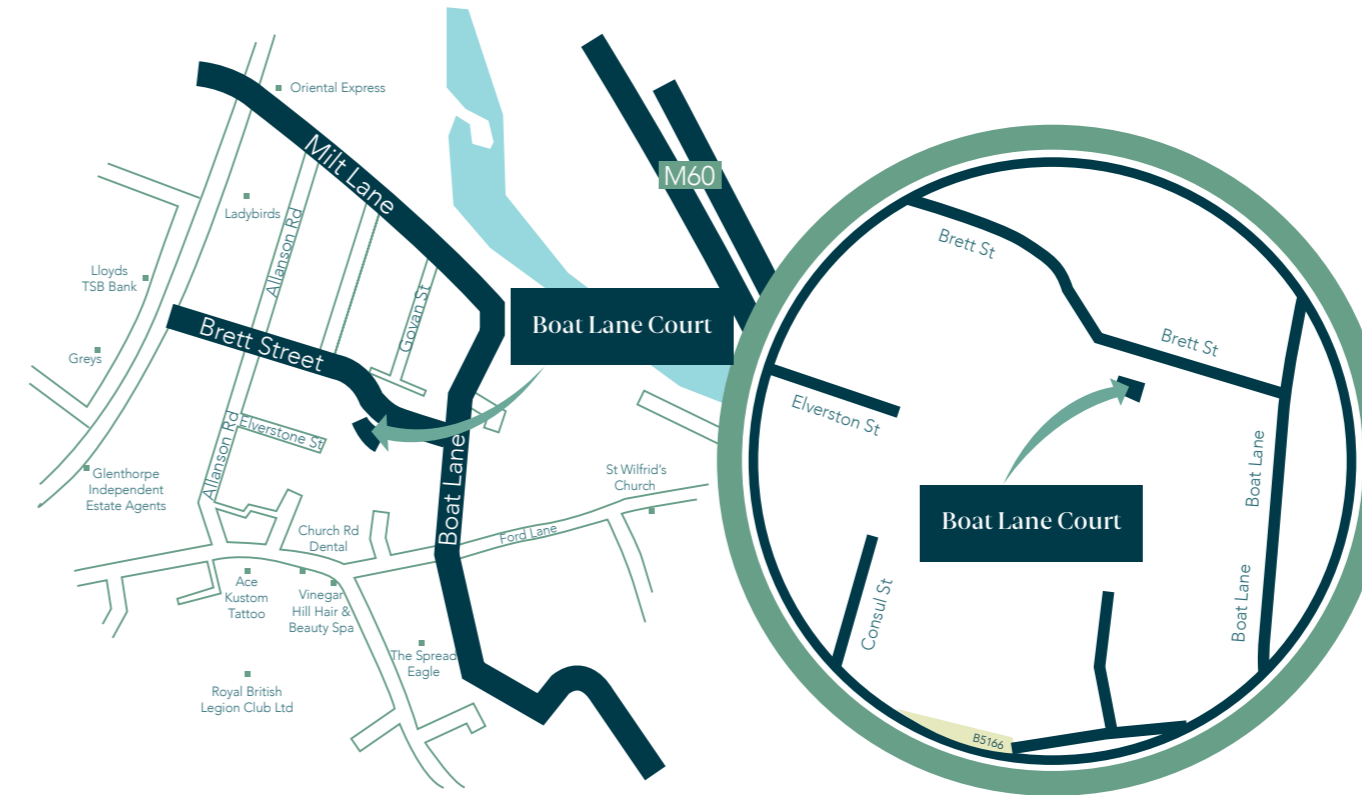 Oriental Express
Milt Lane
M60
Ladybirds
Allanson Rd
Lloyds
TSB Bank
Govan St
Brett Street
Boat Lane Court
Greys
Allanson Rd
Elverstone St
Boat Lane
Glenthorpe
Independent
Estate Agents
St Wilfrid's
Church
Church Rd
Dental
Ford Lane
Ace
Kustom
Tattoo
Vinegar
Hill Hair &
Beauty Spa
The Spread
Eagle
Royal British
Legion Club Ltd
Brett St
Brett St
Elverston St
Boat Lane
Boat Lane Court
Consul St
Boat Lane
B5166